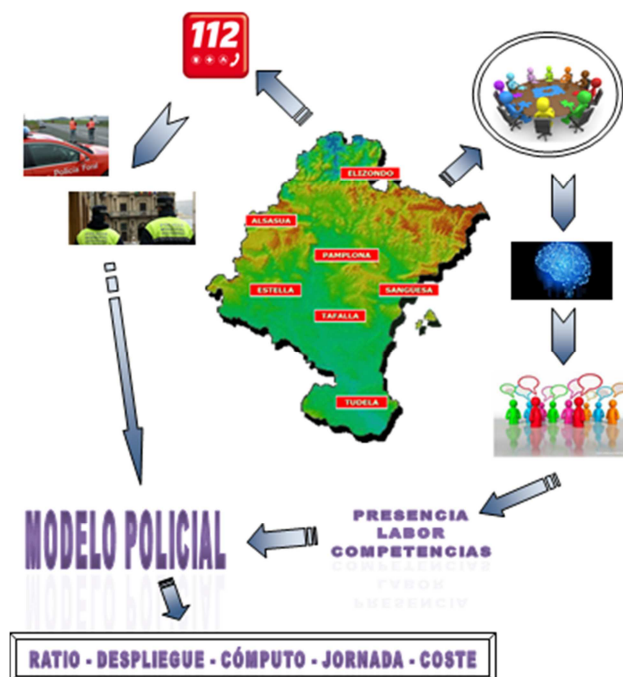 112
Policía Foral
ELIZONDO
ALSASUA
PAMPLONA
ESTELLA
SANGÜESA
TAFALLA
TUDELA
PRESENCIA
LABOR
COMPETENCIAS
MODELO POLICIAL
RATIO - DESPLIEGUE - CÓMPUTO - JORNADA - COSTE